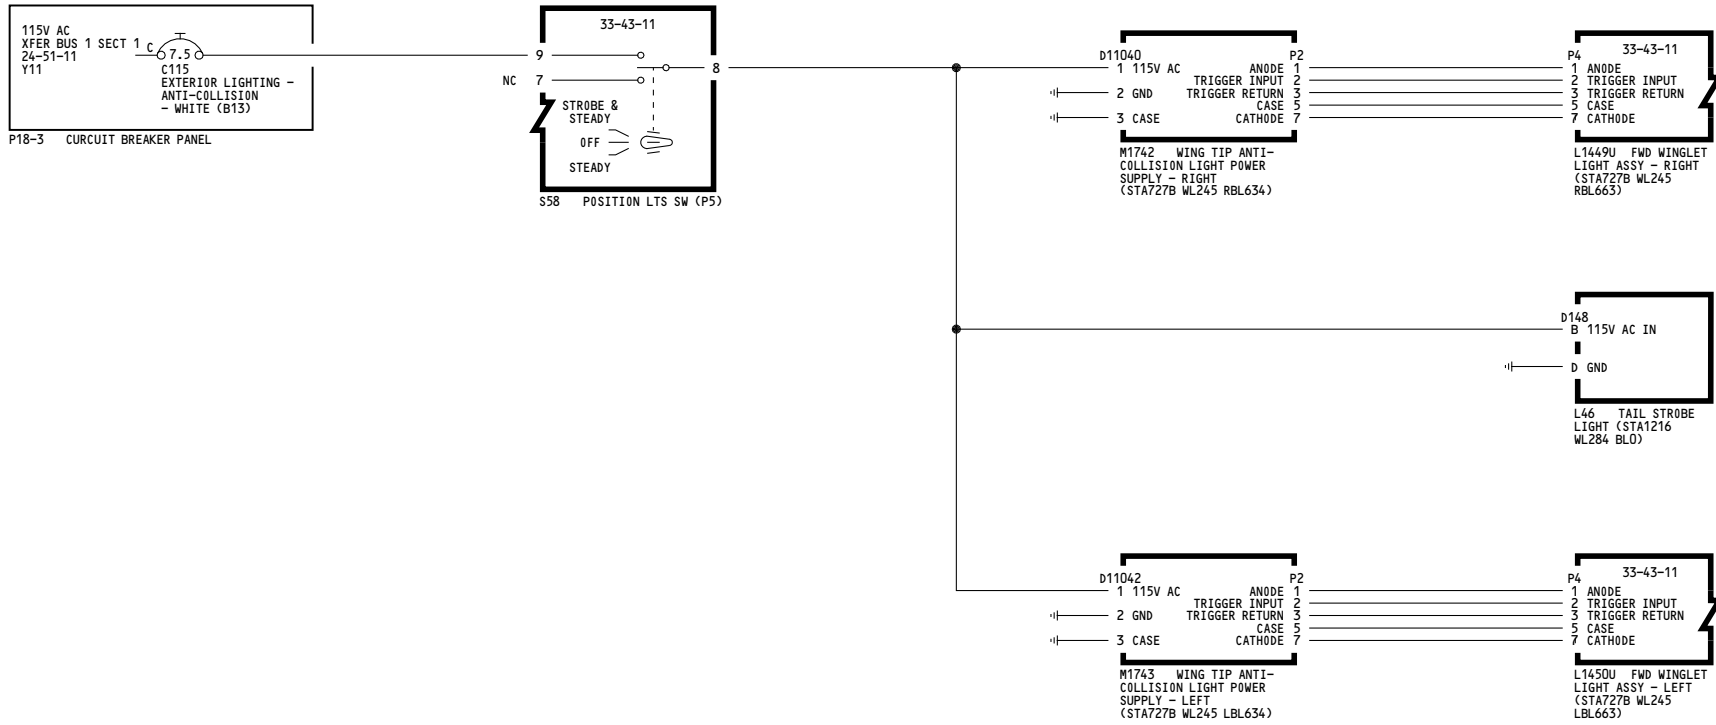 115V AC
XFER BUS 1 SECT 1
24-51-11
Y11
C
7.5
C115
EXTERIOR LIGHTING -
ANTI-COLLISION
- WHITE (B13)
P18-3 CURCUIT BREAKER PANEL
33-43-11
9
NC 7
8
STROBE &
STEADY
OFF
STEADY
S58 POSITION LTS SW (P5)
D11040
1 115V AC
2 GND
3 CASE
P2
ANODE 1
TRIGGER INPUT 2
TRIGGER RETURN 3
CASE 5
CATHODE 7
M1742 WING TIP ANTI-
COLLISION LIGHT POWER
SUPPLY - RIGHT
(STA727B WL245 RBL634)
P4
33-43-11
1 ANODE
2 TRIGGER INPUT
3 TRIGGER RETURN
5 CASE
7 CATHODE
L1449U FWD WINGLET
LIGHT ASSY - RIGHT
(STA727B WL245
RBL663)
D148
B 115V AC IN
D GND
L46 TAIL STROBE
LIGHT (STA1216
WL284 BL0)
D11042
1 115V AC
2 GND
3 CASE
P2
ANODE 1
TRIGGER INPUT 2
TRIGGER RETURN 3
CASE 5
CATHODE 7
M1743 WING TIP ANTI-
COLLISION LIGHT POWER
SUPPLY - LEFT
(STA727B WL245 LBL634)
P4
33-43-11
1 ANODE
2 TRIGGER INPUT
3 TRIGGER RETURN
5 CASE
7 CATHODE
L1450U FWD WINGLET
LIGHT ASSY - LEFT
(STA727B WL245
LBL663)